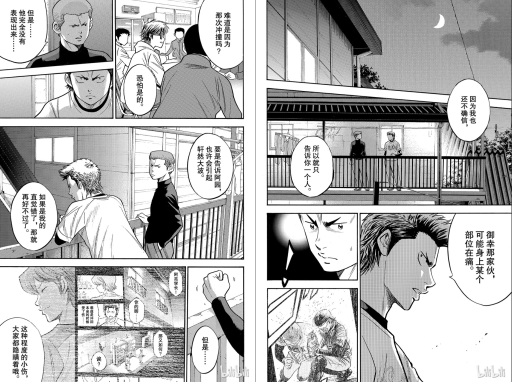 因为我也
还不确信，
所以就只
告诉你一人。
御幸那家伙，
可能身上某个
部位在痛。
难道是因为
那次冲撞吗？
恐怕是的。
但是…
他完全没有
表现出来…
要是告诉阿园，
也许会引起
轩然大波。
如果是我的
直觉错了，那就
再好不过了。
但是…
这种程度的小伤，
大家都隐瞒着哦。